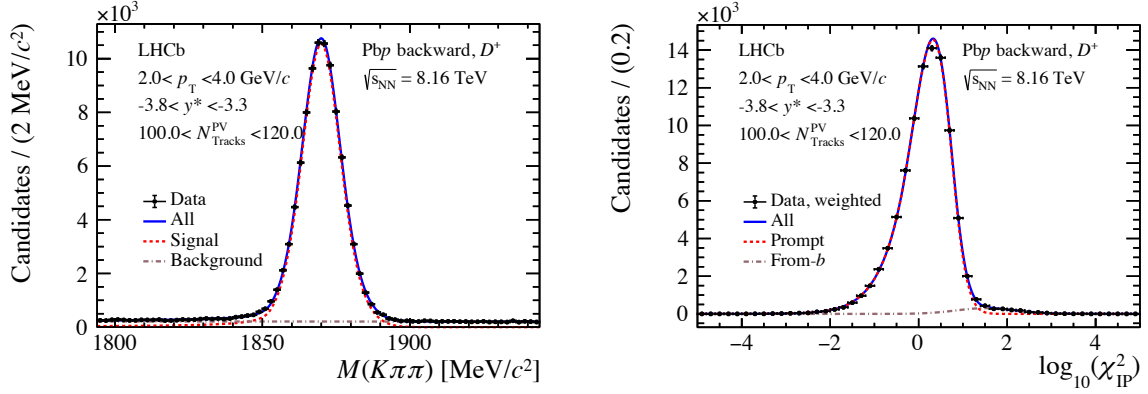 ×10³
Candidates / (2 MeV/c²)
10
8
6
4
2
0
LHCb
Pbp backward, D⁺
2.0< p_T <4.0 GeV/c
√s_NN = 8.16 TeV
-3.8< y* <-3.3
100.0< N^PV_Tracks <120.0
Data
All
Signal
Background
1800
1850
1900
M(Kππ) [MeV/c²]
×10³
Candidates / (0.2)
14
12
10
8
6
4
2
0
LHCb
Pbp backward, D⁺
2.0< p_T <4.0 GeV/c
√s_NN = 8.16 TeV
-3.8< y* <-3.3
100.0< N^PV_Tracks <120.0
Data, weighted
All
Prompt
From-b
−4
−2
0
2
4
log₁₀(χ²_IP)